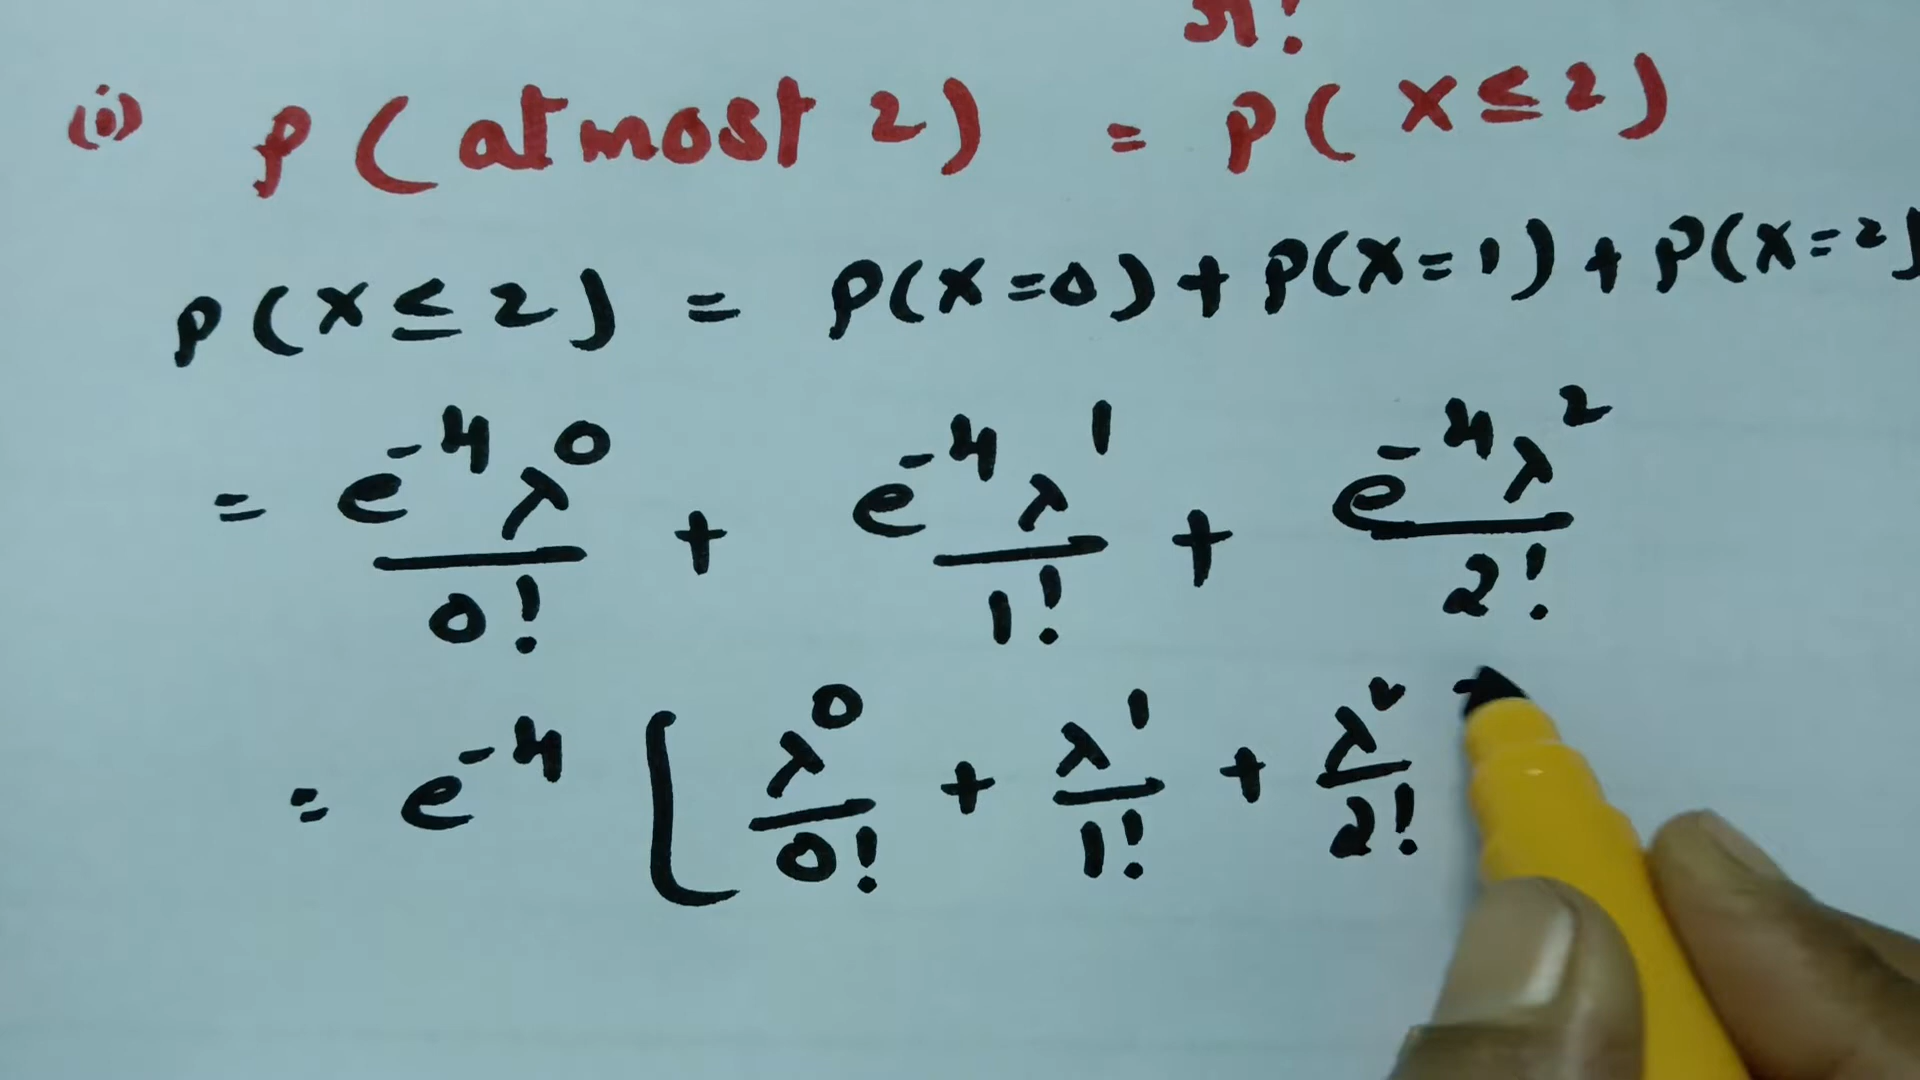 x!
(i) P(atmost 2) = P(X≤2)
P(X≤2) = P(X=0)+P(X=1)+P(X=2)
= e^-4 λ^0 / 0! + e^-4 λ^1 / 1! + e^-4 λ^2 / 2!
= e^-4 [ λ^0 / 0! + λ^1 / 1! + λ^2 / 2!